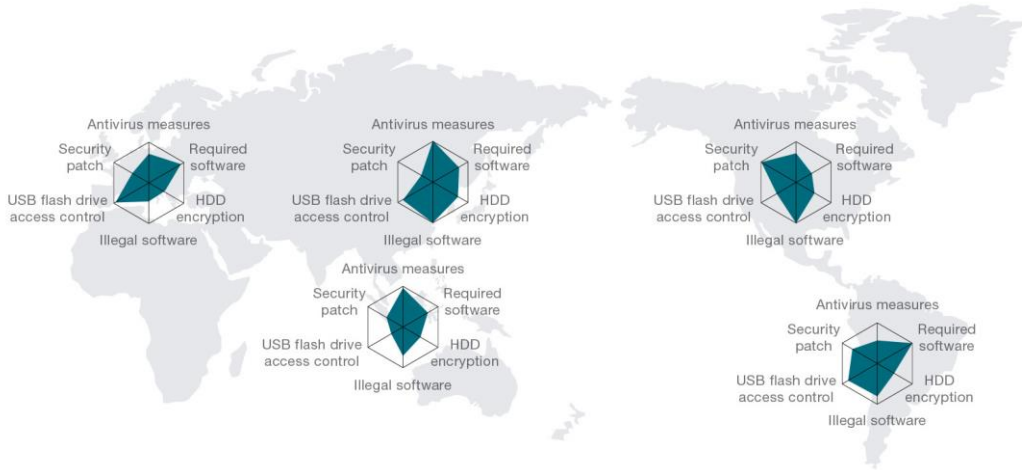 Antivirus measures
Security patch
Required software
USB flash drive access control
HDD encryption
Illegal software
Antivirus measures
Security patch
Required software
USB flash drive access control
HDD encryption
Illegal software
Antivirus measures
Security patch
Required software
USB flash drive access control
HDD encryption
Illegal software
Antivirus measures
Security patch
Required software
USB flash drive access control
HDD encryption
Illegal software
Antivirus measures
Security patch
Required software
USB flash drive access control
HDD encryption
Illegal software